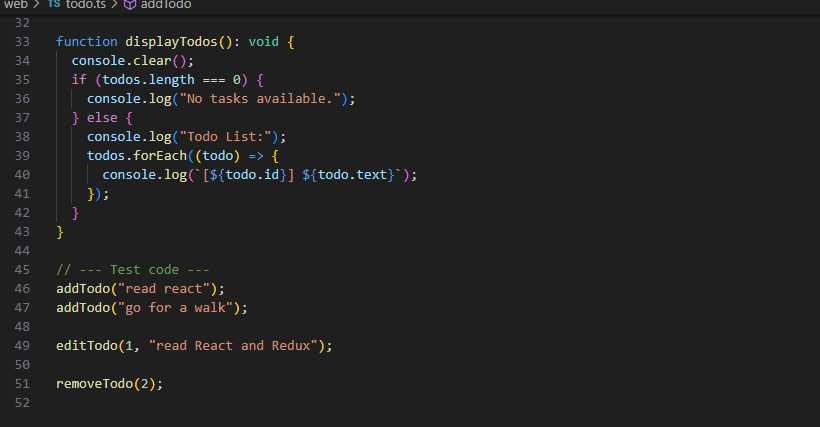 web > TS todo.ts > addTodo
32
33 function displayTodos(): void {
34   console.clear();
35   if (todos.length === 0) {
36     console.log("No tasks available.");
37   } else {
38     console.log("Todo List:");
39     todos.forEach((todo) => {
40       console.log(`[${todo.id}] ${todo.text}`);
41     });
42   }
43 }
44
45 // --- Test code ---
46 addTodo("read react");
47 addTodo("go for a walk");
48
49 editTodo(1, "read React and Redux");
50
51 removeTodo(2);
52